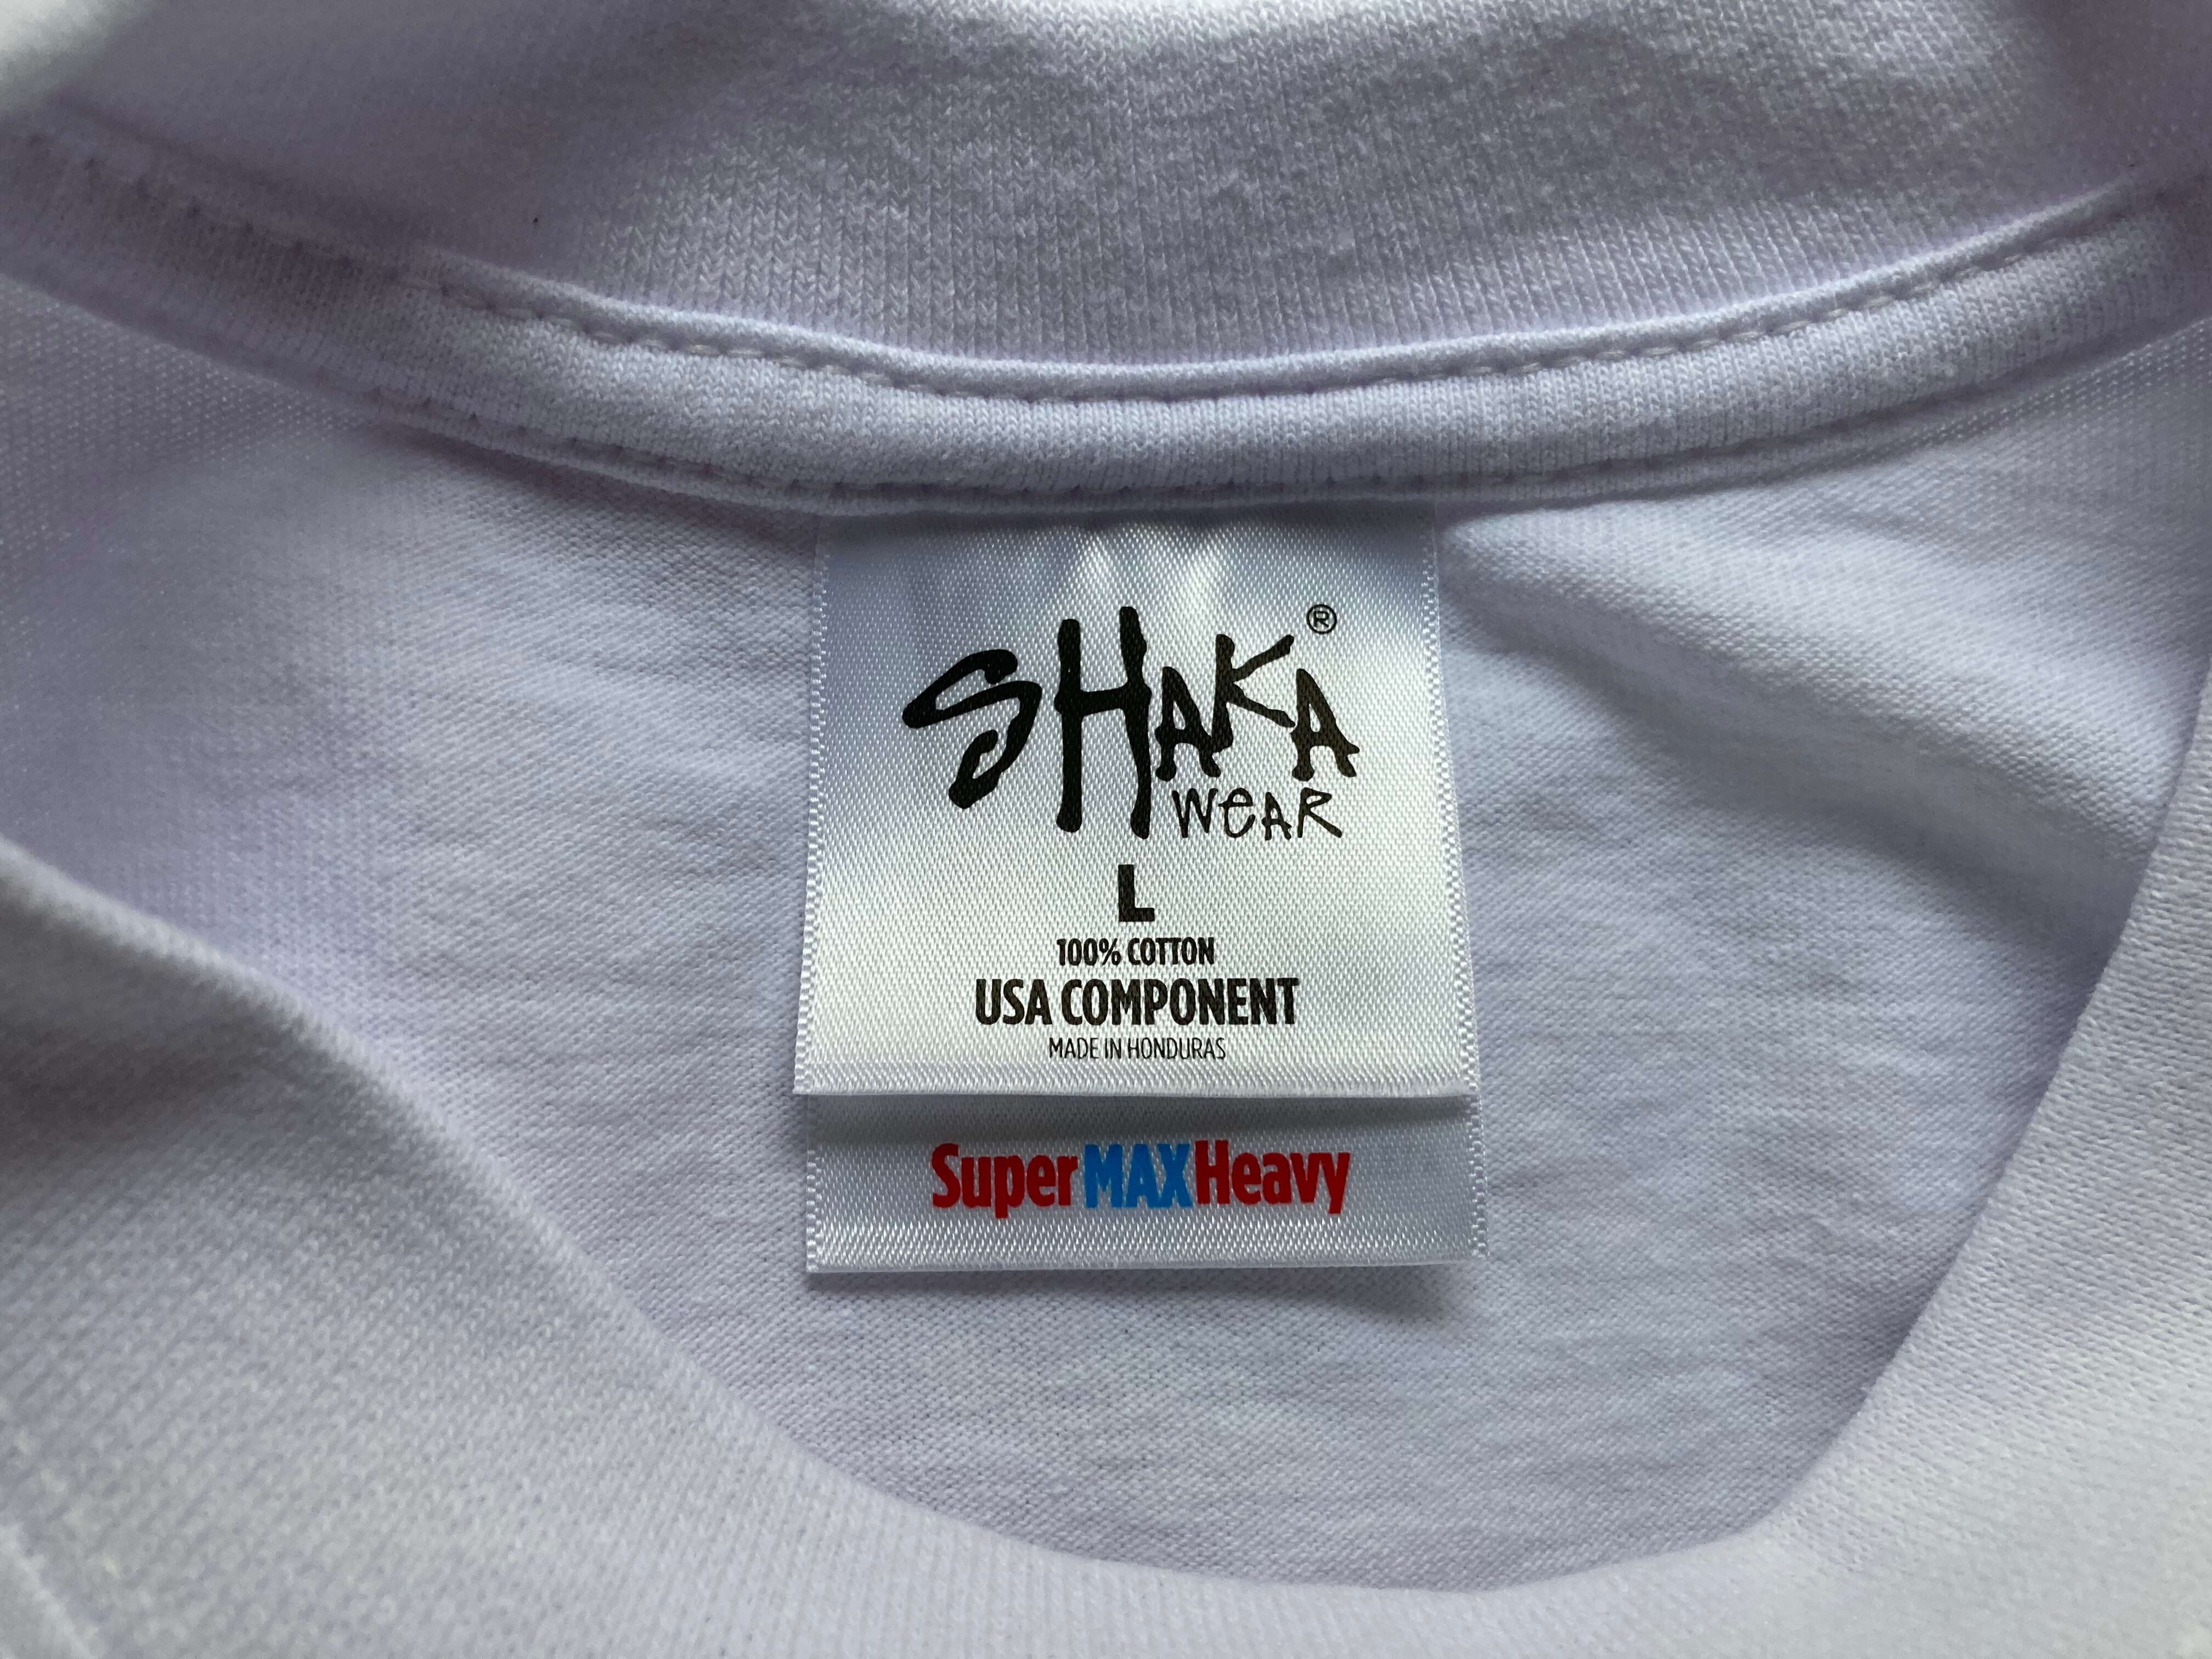 SHAKA®
WeAR
L
100% COTTON
USA COMPONENT
MADE IN HONDURAS
SuperMAXHeavy